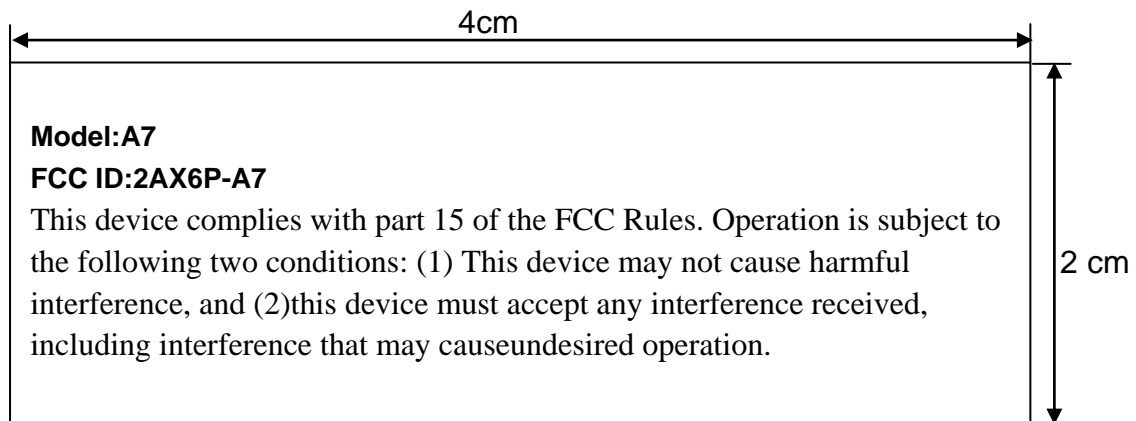 4cm
Model:A7
FCC ID:2AX6P-A7
This device complies with part 15 of the FCC Rules. Operation is subject to
the following two conditions: (1) This device may not cause harmful
2 cm
interference, and (2)this device must accept any interference received,
including interference that may causeundesired operation.